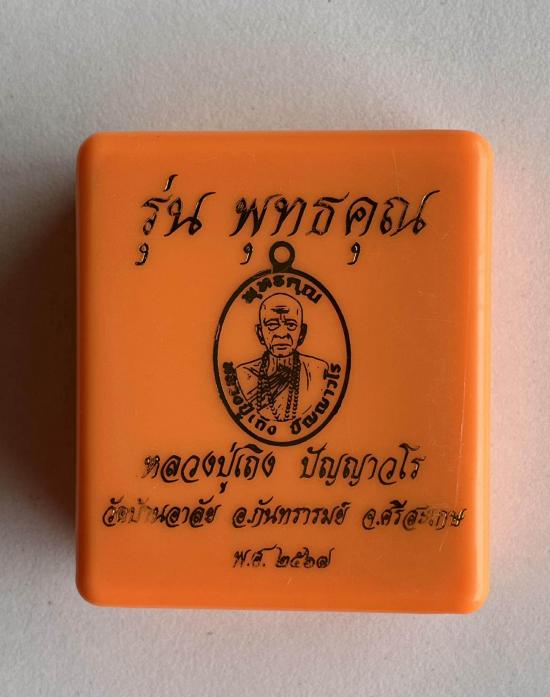 รุ่น พุทธคุณ
พุทธคุณ
หลวงปู่เถิง ปัญญาวโร
หลวงปู่เถิง ปัญญาวโร
วัดบ้านอาลัย อ.กันทรารมย์ จ.ศรีสะเกษ
พ.ศ. ๒๕๖๗